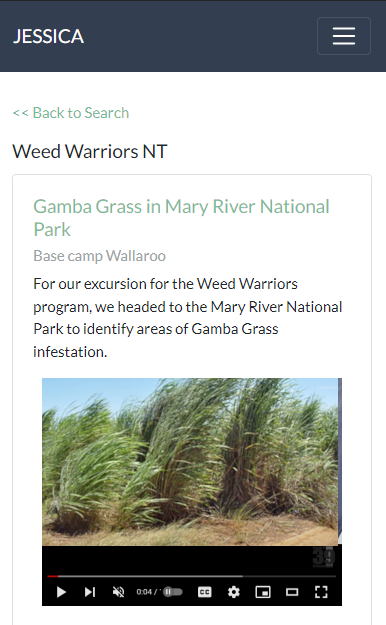 JESSICA
<< Back to Search
Weed Warriors NT
Gamba Grass in Mary River National
Park
Base camp Wallaroo
For our excursion for the Weed Warriors
program, we headed to the Mary River National
Park to identify areas of Gamba Grass
infestation.
0:04 /
CC